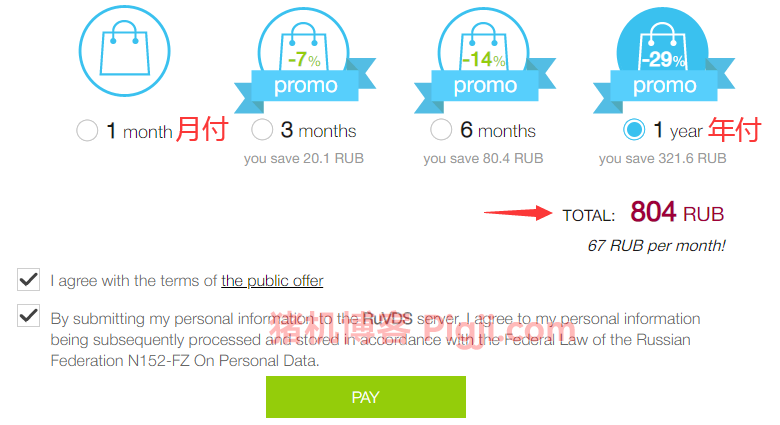 -7%
-14%
-29%
promo
promo
promo
1 month 月付
3 months
6 months
1 year 年付
you save 20.1 RUB
you save 80.4 RUB
you save 321.6 RUB
TOTAL: 804 RUB
67 RUB per month!
I agree with the terms of the public offer
By submitting my personal information to the RuVDS server, I agree to my personal information
being subsequently processed and stored in accordance with the Federal Law of the Russian
Federation N152-FZ On Personal Data.
猪机博客 Pigji.com
PAY